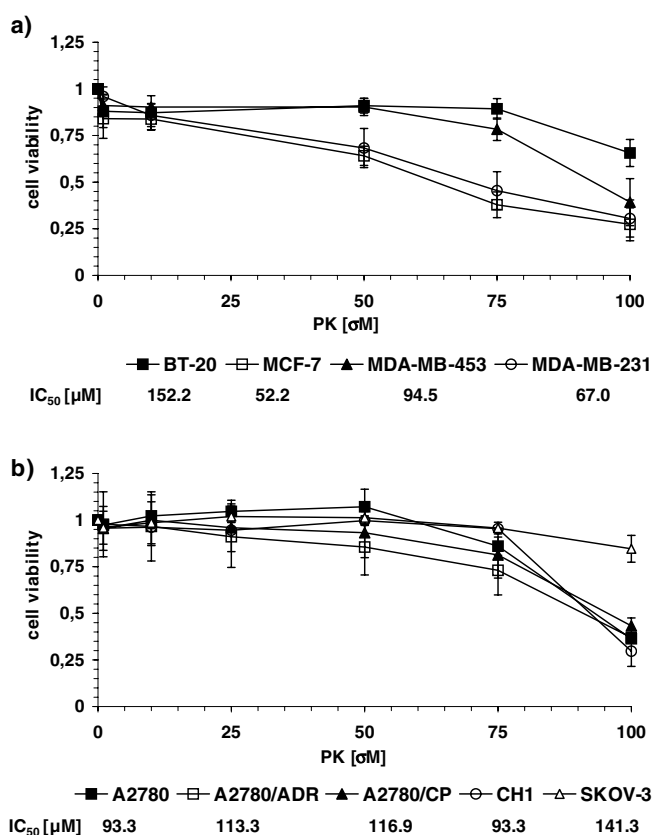 a)
1,25
1
0,75
0,5
0,25
0
cell viability
0 25 50 75 100
PK [σM]
BT-20 MCF-7 MDA-MB-453 MDA-MB-231
IC50 [µM] 152.2 52.2 94.5 67.0
b)
1,25
1
0,75
0,5
0,25
0
cell viability
0 25 50 75 100
PK [σM]
A2780 A2780/ADR A2780/CP CH1 SKOV-3
IC50 [µM] 93.3 113.3 116.9 93.3 141.3